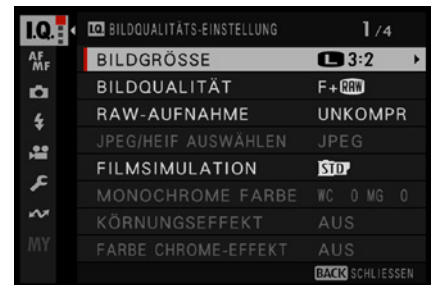 I.Q. I.Q. BILDQUALITÄTS-EINSTELLUNG 1/4
AF MF
BILDGRÖSSE L 3:2
BILDQUALITÄT F+RAW
RAW-AUFNAHME UNKOMPR
JPEG/HEIF AUSWÄHLEN JPEG
FILMSIMULATION STD
MONOCHROME FARBE WC 0 MG 0
KÖRNUNGSEFFEKT AUS
MY FARBE CHROME-EFFEKT AUS
BACK SCHLIESSEN